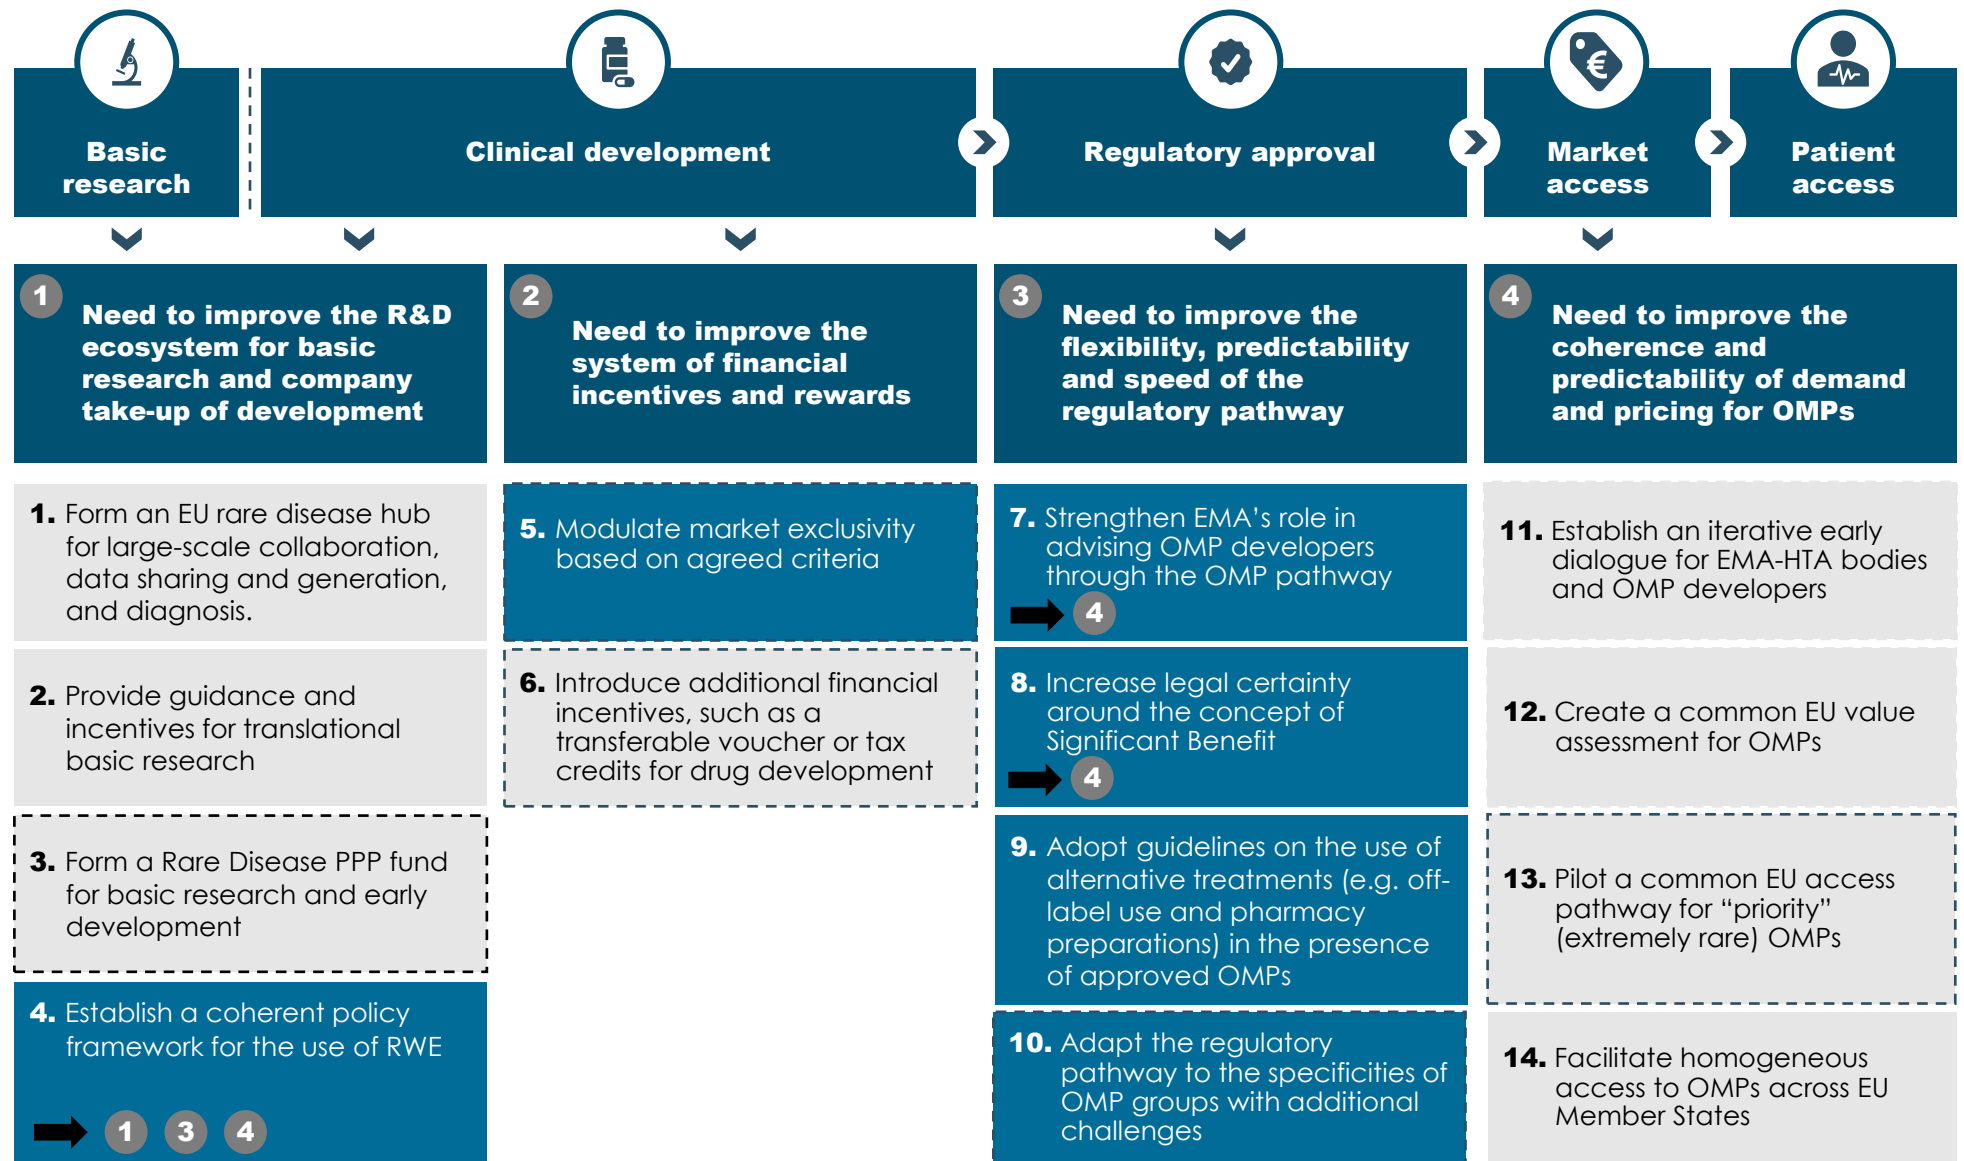 Basic
research
Clinical development
Regulatory approval
Market
access
Patient
access
1
Need to improve the R&D
ecosystem for basic
research and company
take-up of development
2
Need to improve the
system of financial
incentives and rewards
3
Need to improve the
flexibility, predictability
and speed of the
regulatory pathway
4
Need to improve the
coherence and
predictability of demand
and pricing for OMPs
1. Form an EU rare disease hub
for large-scale collaboration,
data sharing and generation,
and diagnosis.
2. Provide guidance and
incentives for translational
basic research
3. Form a Rare Disease PPP fund
for basic research and early
development
4. Establish a coherent policy
framework for the use of RWE
1 3 4
5. Modulate market exclusivity
based on agreed criteria
6. Introduce additional financial
incentives, such as a
transferable voucher or tax
credits for drug development
7. Strengthen EMA's role in
advising OMP developers
through the OMP pathway
4
8. Increase legal certainty
around the concept of
Significant Benefit
4
9. Adopt guidelines on the use of
alternative treatments (e.g. off-
label use and pharmacy
preparations) in the presence
of approved OMPs
10. Adapt the regulatory
pathway to the specificities of
OMP groups with additional
challenges
11. Establish an iterative early
dialogue for EMA-HTA bodies
and OMP developers
12. Create a common EU value
assessment for OMPs
13. Pilot a common EU access
pathway for “priority”
(extremely rare) OMPs
14. Facilitate homogeneous
access to OMPs across EU
Member States